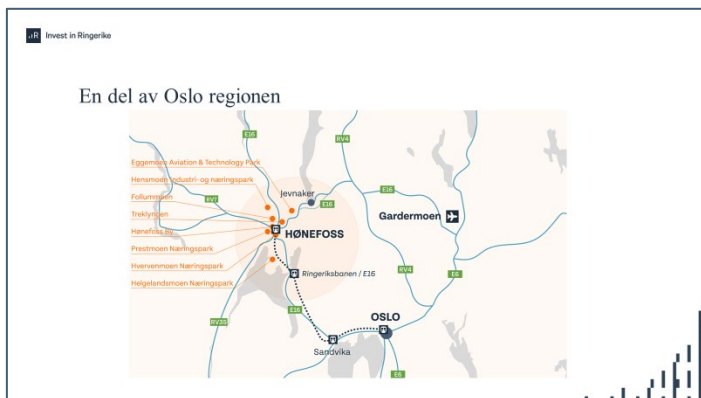 .ıR Invest in Ringerike
En del av Oslo regionen
E16
RV4
Eggemoen Aviation & Technology Park
Hensmoen Industri- og næringspark
Jevnaker
E16
RV7
Follummoen
E16
Treklyngen
Gardermoen
Hønefoss by
HØNEFOSS
Prestmoen Næringspark
Hvervenmoen Næringspark
Ringeriksbanen / E16
RV4
E6
Helgelandsmoen Næringspark
E16
OSLO
RV35
Sandvika
E6